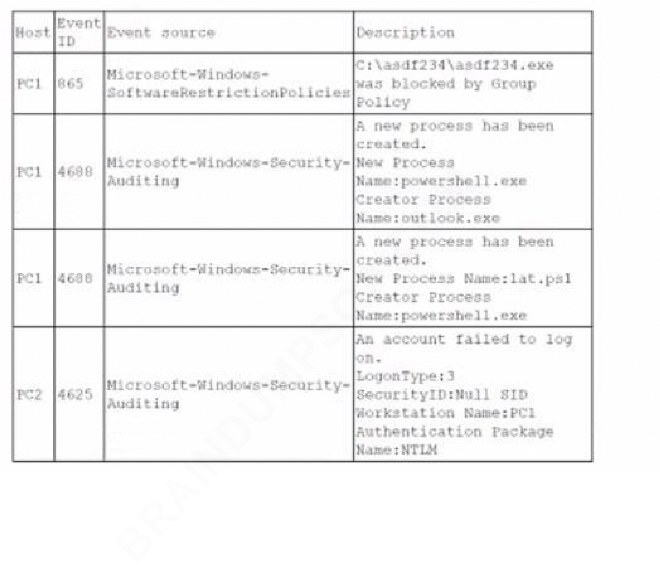 Host Event ID Event source Description
PC1 865 Microsoft-Windows-SoftwareRestrictionPolicies C:\asdf234\asdf234.exe was blocked by Group Policy
PC1 4688 Microsoft-Windows-Security-Auditing A new process has been created.
New Process
Name:powershell.exe
Creator Process
Name:outlook.exe
PC1 4688 Microsoft-Windows-Security-Auditing A new process has been created.
New Process Name:lat.ps1
Creator Process
Name:powershell.exe
PC2 4625 Microsoft-Windows-Security-Auditing An account failed to log on.
LogonType:3
SecurityID:Null SID
Workstation Name:PC1
Authentication Package
Name:NTLM